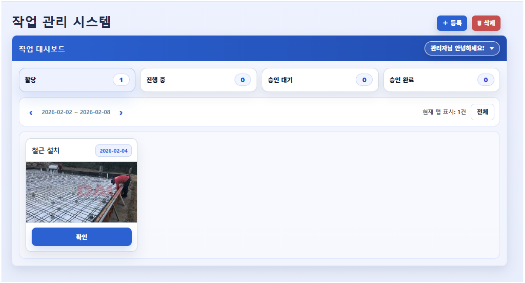 작업 관리 시스템
+ 등록
삭제
작업 대시보드
관리자님 안녕하세요!
할당 1
진행 중 0
승인 대기 0
승인 완료 0
‹ 2026-02-02 ~ 2026-02-08 ›
현재 탭 표시: 1건
전체
철근 설치
2026-02-04
확인